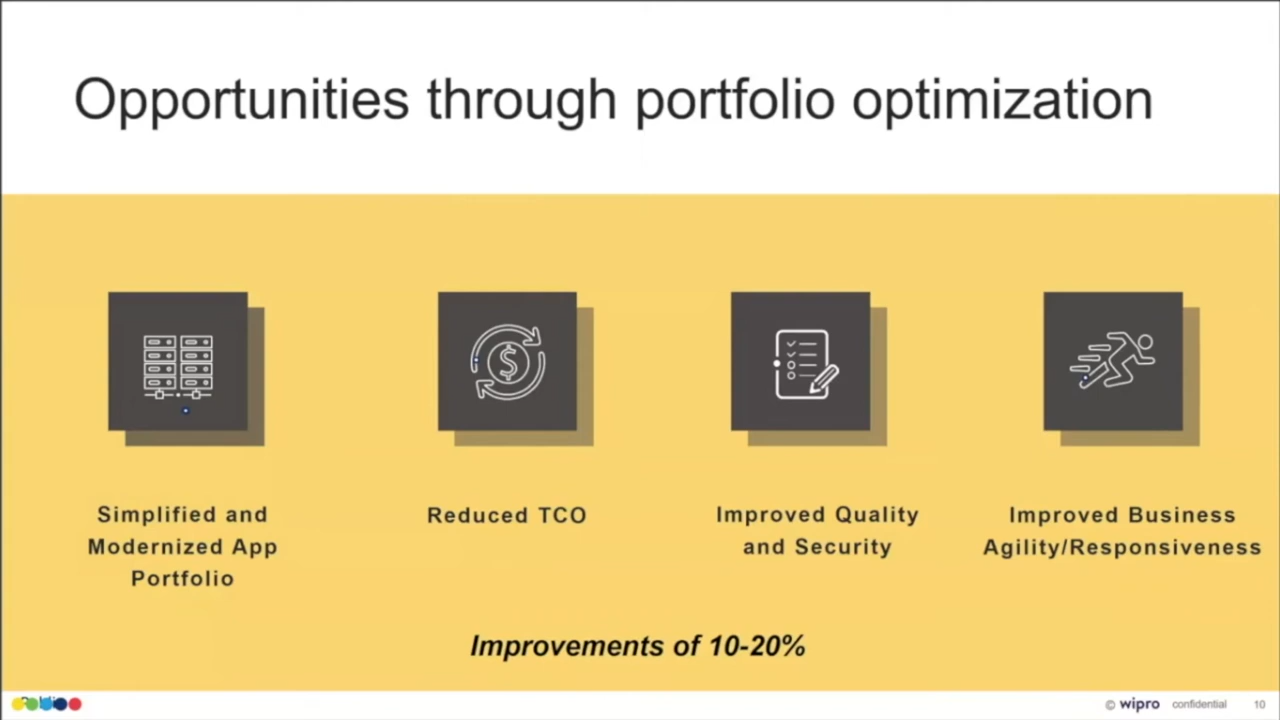 Opportunities through portfolio optimization
$
Simplified and
Modernized App
Portfolio
Reduced TCO
Improved Quality
and Security
Improved Business
Agility/Responsiveness
Improvements of 10-20%
© wipro confidential 10